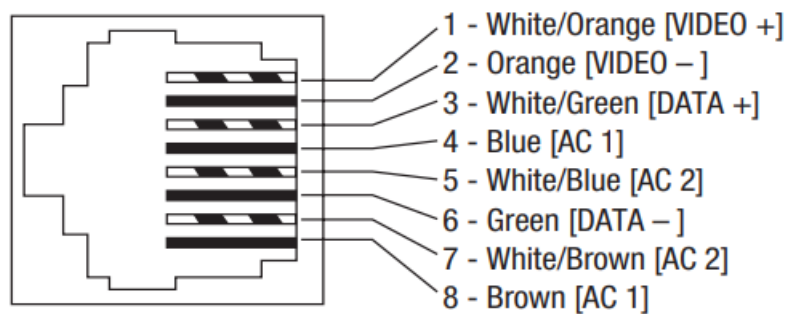 1 - White/Orange [VIDEO +]
2 - Orange [VIDEO – ]
3 - White/Green [DATA +]
4 - Blue [AC 1]
5 - White/Blue [AC 2]
6 - Green [DATA – ]
7 - White/Brown [AC 2]
8 - Brown [AC 1]